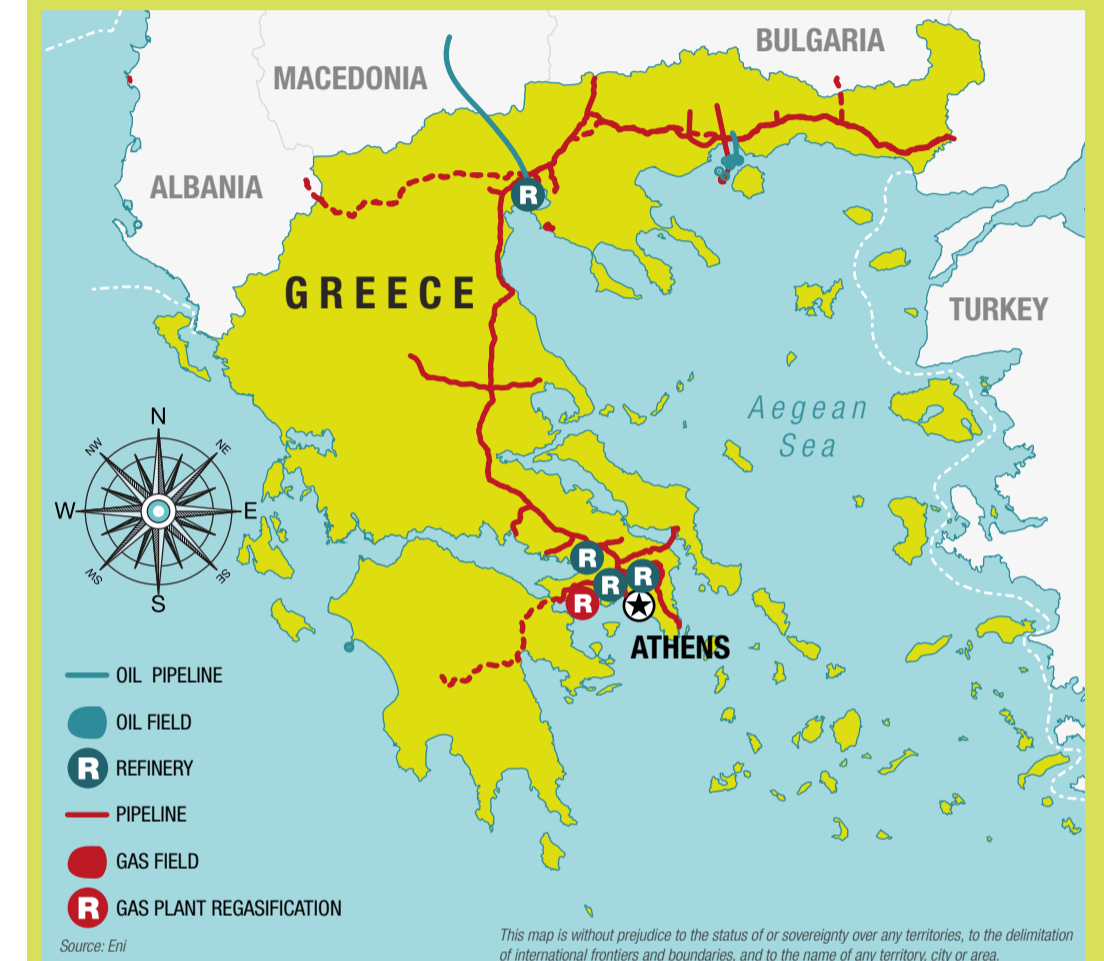 BULGARIA
MACEDONIA
ALBANIA
R
GREECE
TURKEY
Aegean
Sea
N
NW
NE
W
E
SW
SE
S
R
R
R
R
ATHENS
OIL PIPELINE
OIL FIELD
R REFINERY
PIPELINE
GAS FIELD
R GAS PLANT REGASIFICATION
Source: Eni
This map is without prejudice to the status of or sovereignty over any territories, to the delimitation
of international frontiers and boundaries, and to the name of any territory, city or area.